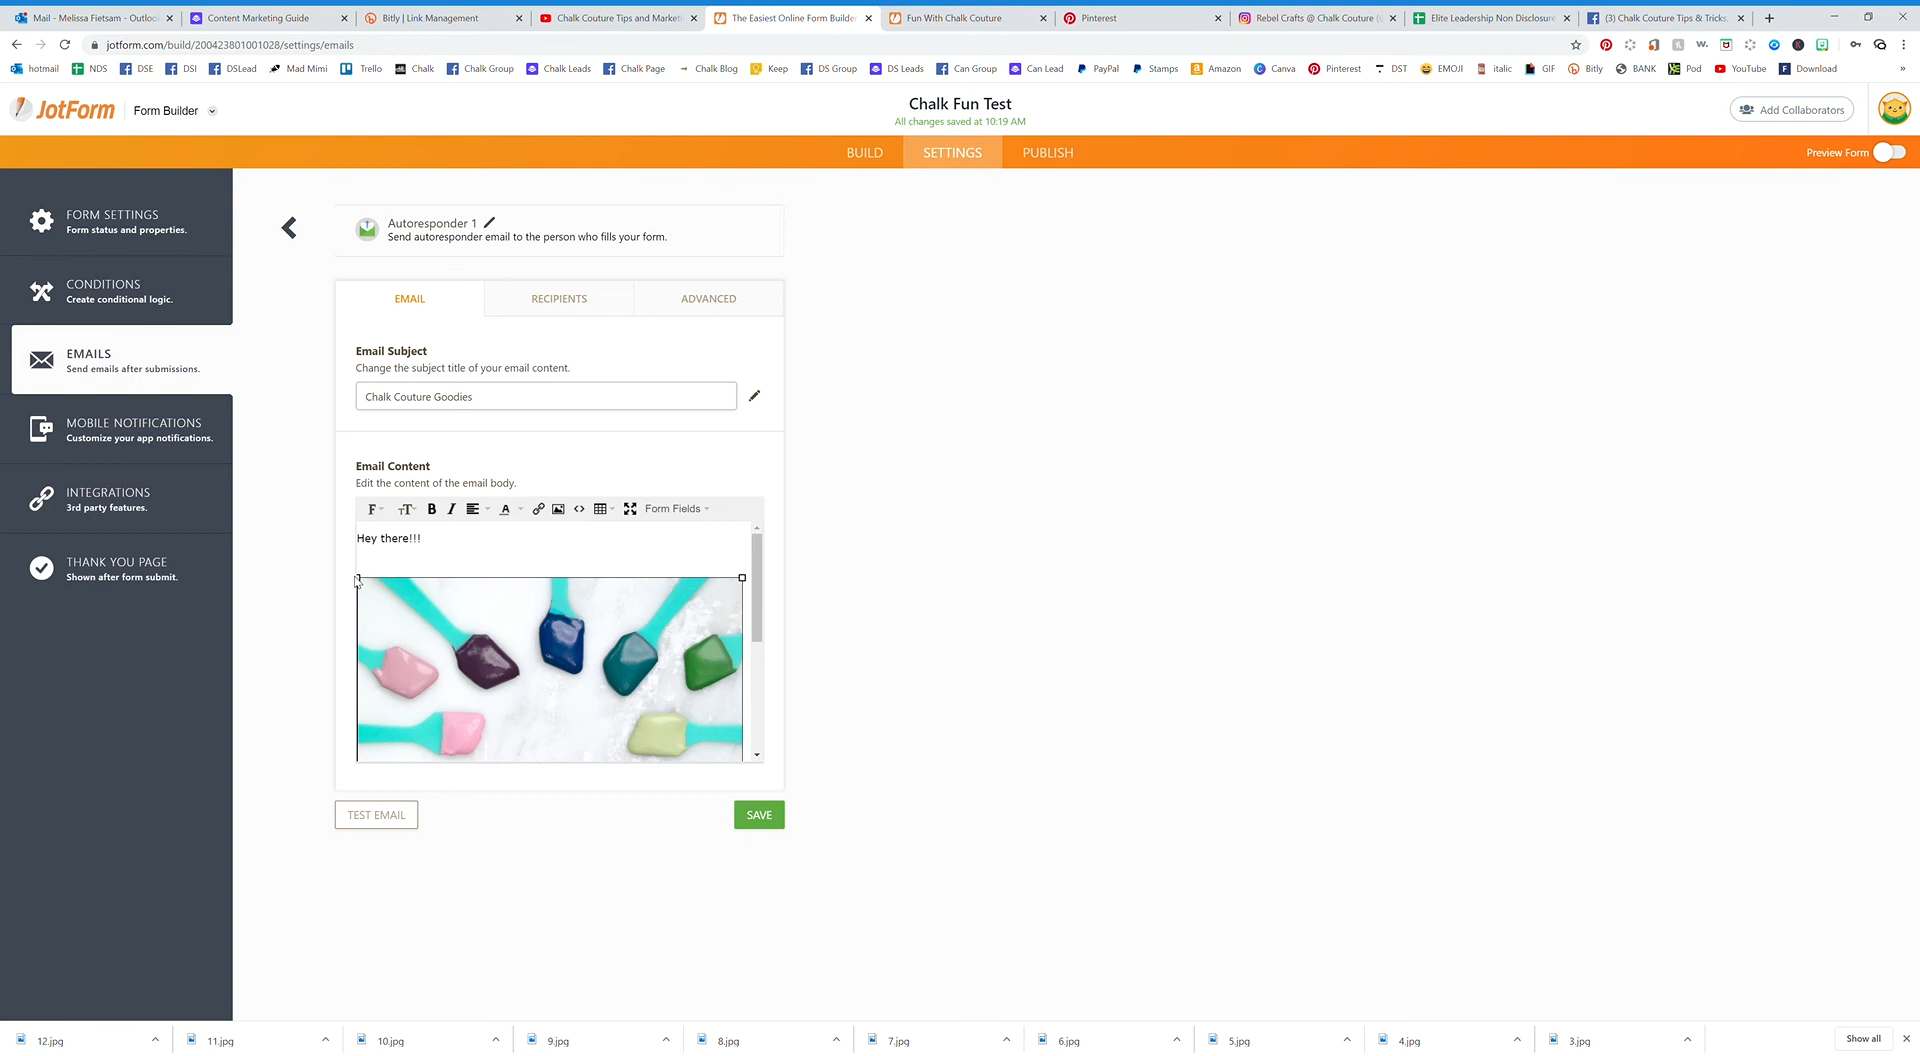 Mail - Melissa Fietsam - Outloo
Content Marketing Guide
Bitly | Link Management
Chalk Couture Tips and Marketi
The Easiest Online Form Builder
Fun With Chalk Couture
Pinterest
Rebel Crafts @ Chalk Couture (
Elite Leadership Non Disclosure
(3) Chalk Couture Tips & Tricks
jotform.com/build/200423801001028/settings/emails
hotmail NDS DSE DSI DSLead Mad Mimi Trello Chalk Chalk Group Chalk Leads Chalk Page Chalk Blog Keep DS Group DS Leads Can Group Can Lead PayPal Stamps Amazon Canva Pinterest DST EMOJI italic GIF Bitly BANK Pod YouTube Download »
JotForm Form Builder
Chalk Fun Test
All changes saved at 10:19 AM
Add Collaborators
BUILD SETTINGS PUBLISH
Preview Form
FORM SETTINGS
Form status and properties.
CONDITIONS
Create conditional logic.
EMAILS
Send emails after submissions.
MOBILE NOTIFICATIONS
Customize your app notifications.
INTEGRATIONS
3rd party features.
THANK YOU PAGE
Shown after form submit.
Autoresponder 1
Send autoresponder email to the person who fills your form.
EMAIL RECIPIENTS ADVANCED
Email Subject
Change the subject title of your email content.
Chalk Couture Goodies
Email Content
Edit the content of the email body.
F TT B I A Form Fields
Hey there!!!
TEST EMAIL SAVE
12.jpg 11.jpg 10.jpg 9.jpg 8.jpg 7.jpg 6.jpg 5.jpg 4.jpg 3.jpg Show all